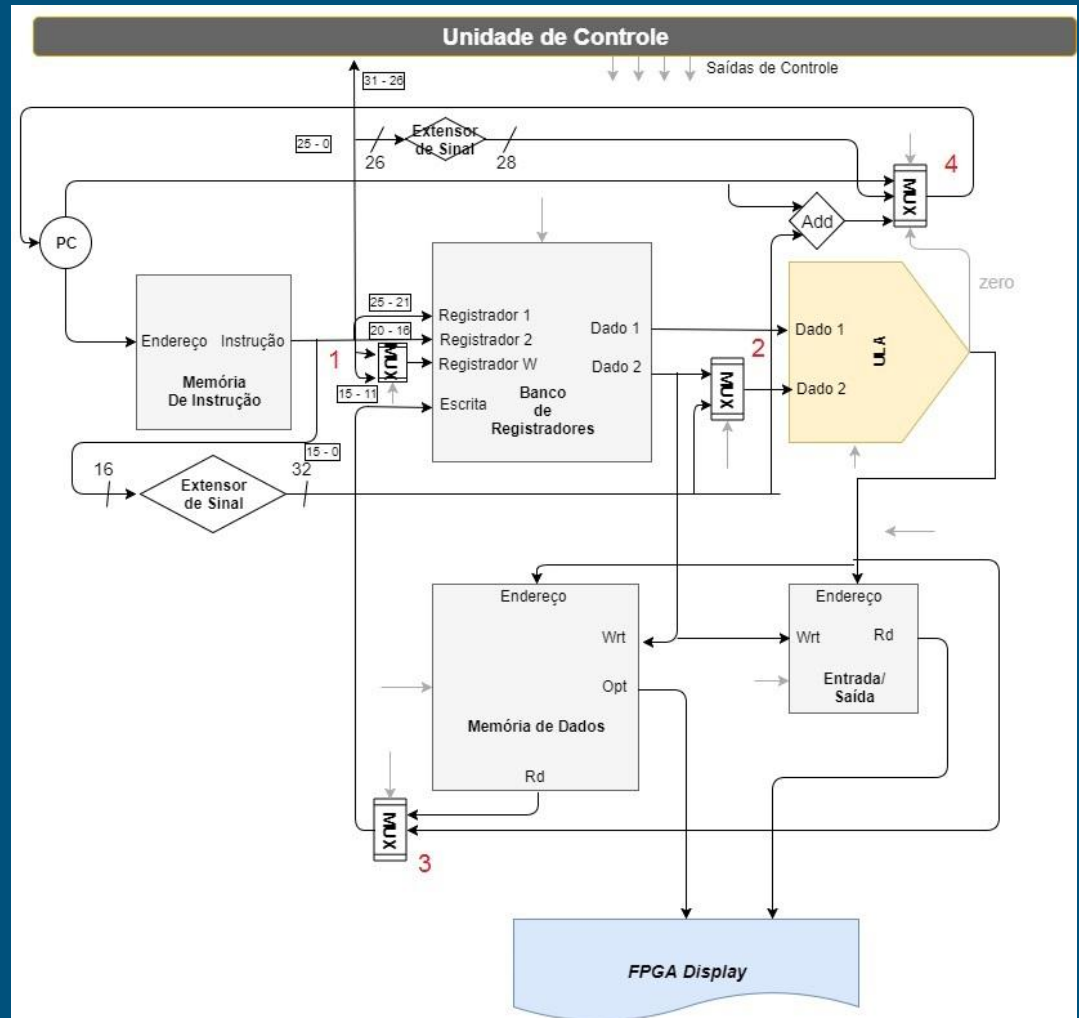 Unidade de Controle
31 - 26
Saídas de Controle
25 - 0
26
Extensor
de Sinal
28
MUX
4
PC
Add
zero
Endereço Instrução
Memória
De Instrução
25 - 21
20 - 16
1
MUX
15 - 11
Registrador 1
Registrador 2
Registrador W
Escrita
Dado 1
Dado 2
Banco
de
Registradores
2
MUX
Dado 1
Dado 2
ULA
15 - 0
16
Extensor
de Sinal
32
Endereço
Wrt
Opt
Memória de Dados
Rd
Endereço
Wrt Rd
Entrada/
Saída
MUX
3
FPGA Display